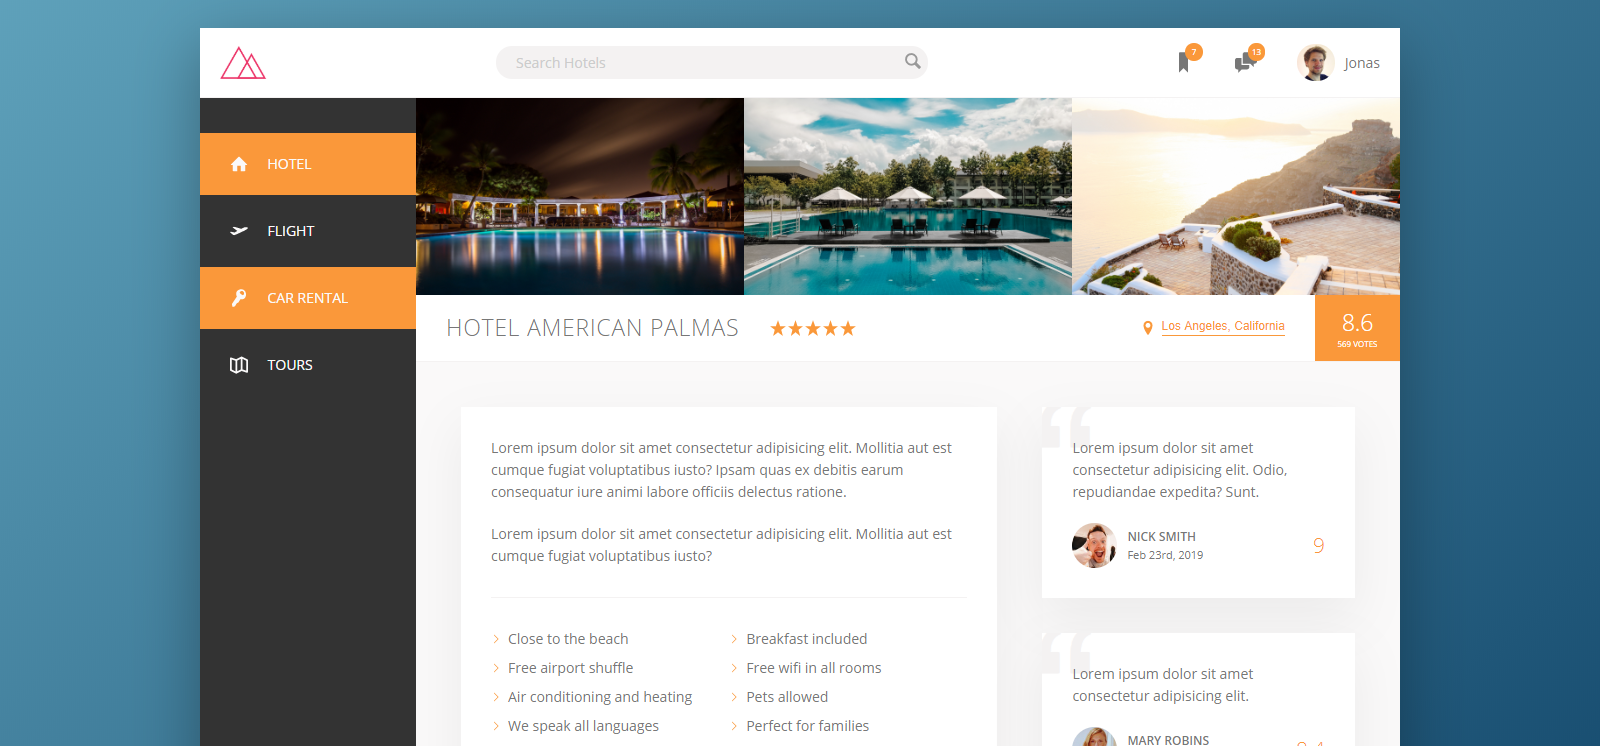 Search Hotels
7
13
Jonas
HOTEL
FLIGHT
CAR RENTAL
TOURS
HOTEL AMERICAN PALMAS
Los Angeles, California
8.6
569 VOTES
Lorem ipsum dolor sit amet consectetur adipisicing elit. Mollitia aut est
cumque fugiat voluptatibus iusto? Ipsam quas ex debitis earum
consequatur iure animi labore officiis delectus ratione.
Lorem ipsum dolor sit amet consectetur adipisicing elit. Mollitia aut est
cumque fugiat voluptatibus iusto?
Close to the beach
Breakfast included
Free airport shuffle
Free wifi in all rooms
Air conditioning and heating
Pets allowed
We speak all languages
Perfect for families
“
Lorem ipsum dolor sit amet
consectetur adipisicing elit. Odio,
repudiandae expedita? Sunt.
NICK SMITH
Feb 23rd, 2019
9
“
Lorem ipsum dolor sit amet
consectetur adipisicing elit.
MARY ROBINS